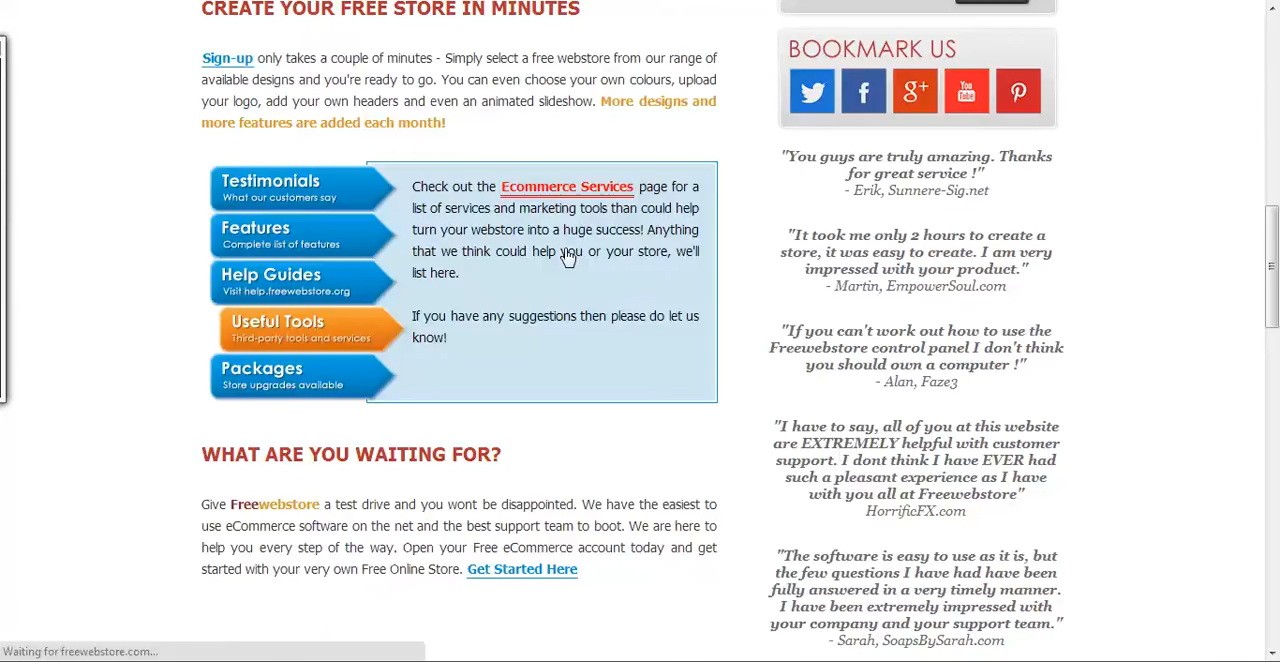 CREATE YOUR FREE STORE IN MINUTES
Sign-up only takes a couple of minutes - Simply select a free webstore from our range of
available designs and you're ready to go. You can even choose your own colours, upload
your logo, add your own headers and even an animated slideshow. More designs and
more features are added each month!
Testimonials
What our customers say
Features
Complete list of features
Help Guides
Visit help.freewebstore.org
Useful Tools
Third-party tools and services
Packages
Store upgrades available
Check out the Ecommerce Services page for a
list of services and marketing tools than could help
turn your webstore into a huge success! Anything
that we think could help you or your store, we'll
list here.
If you have any suggestions then please do let us
know!
WHAT ARE YOU WAITING FOR?
Give Freewebstore a test drive and you wont be disappointed. We have the easiest to
use eCommerce software on the net and the best support team to boot. We are here to
help you every step of the way. Open your Free eCommerce account today and get
started with your very own Free Online Store. Get Started Here
BOOKMARK US
g+
You
Tube
"You guys are truly amazing. Thanks
for great service !"
- Erik, Sunnere-Sig.net
"It took me only 2 hours to create a
store, it was easy to create. I am very
impressed with your product."
- Martin, EmpowerSoul.com
"If you can't work out how to use the
Freewebstore control panel I don't think
you should own a computer !"
- Alan, Faze3
"I have to say, all of you at this website
are EXTREMELY helpful with customer
support. I dont think I have EVER had
such a pleasant experience as I have
with you all at Freewebstore"
HorrificFX.com
"The software is easy to use as it is, but
the few questions I have had have been
fully answered in a very timely manner.
I have been extremely impressed with
your company and your support team."
- Sarah, SoapsBySarah.com
Waiting for freewebstore.com...